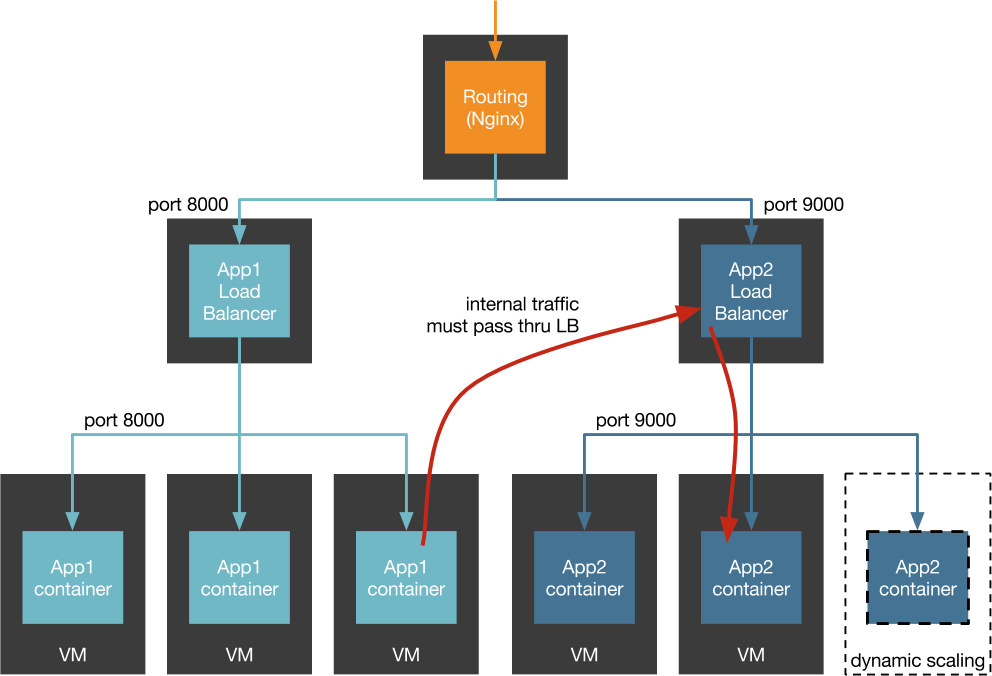 Routing
(Nginx)
port 8000
port 9000
App1
Load
Balancer
App2
Load
Balancer
internal traffic
must pass thru LB
port 8000
port 9000
App1
container
App1
container
App1
container
App2
container
App2
container
App2
container
VM
VM
VM
VM
VM
dynamic scaling